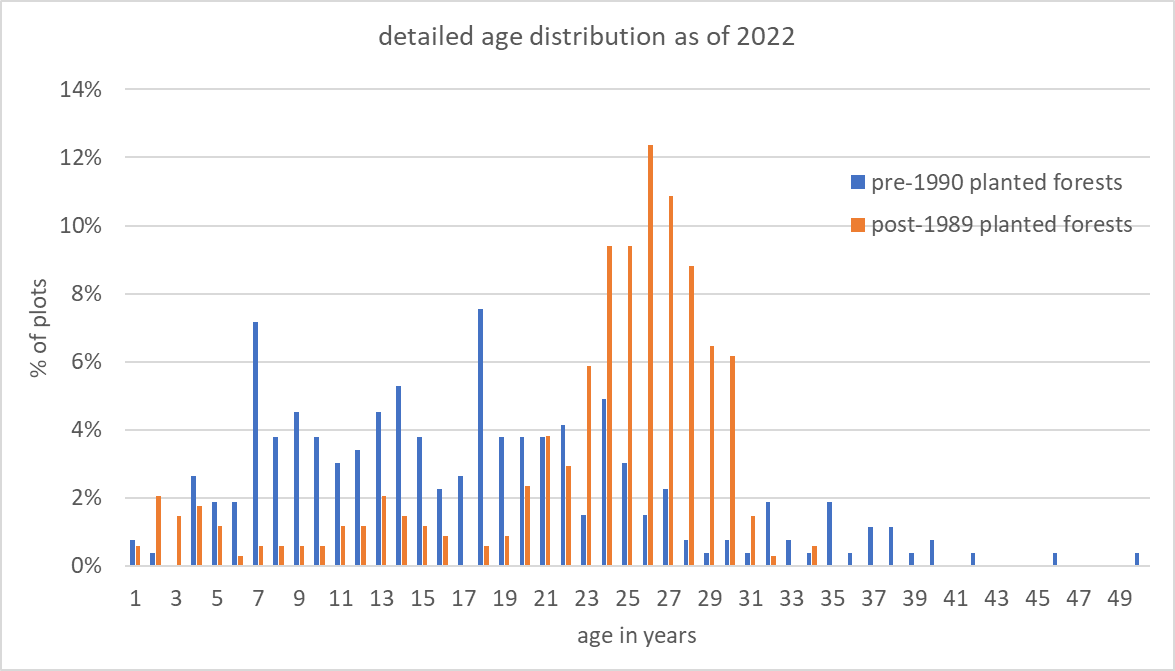 detailed age distribution as of 2022
14%
12%
pre-1990 planted forests
10%
post-1989 planted forests
8%
6%
4%
2%
0%
% of plots
1 3 5 7 9 11 13 15 17 19 21 23 25 27 29 31 33 35 37 39 41 43 45 47 49
age in years